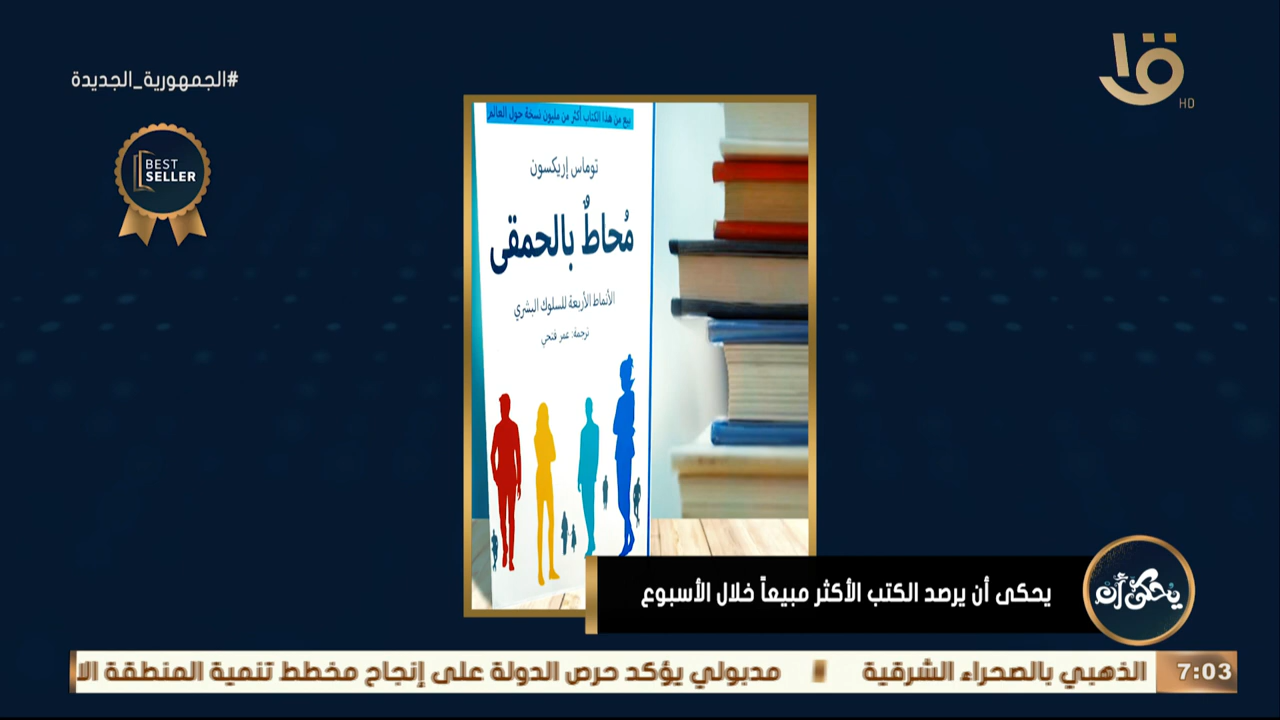 #الجمهورية_الجديدة
HD
BEST
SELLER
بيع من هذا الكتاب أكثر من مليون نسخة حول العالم
توماس إريكسون
مُحاطٌ بالحمقى
الأنماط الأربعة للسلوك البشري
ترجمة: عمر فتحي
يحكى أن يرصد الكتب الأكثر مبيعاً خلال الأسبوع
يحكى أن
7:03
الذهبي بالصحراء الشرقية مدبولي يؤكد حرص الدولة على إنجاح مخطط تنمية المنطقة الا